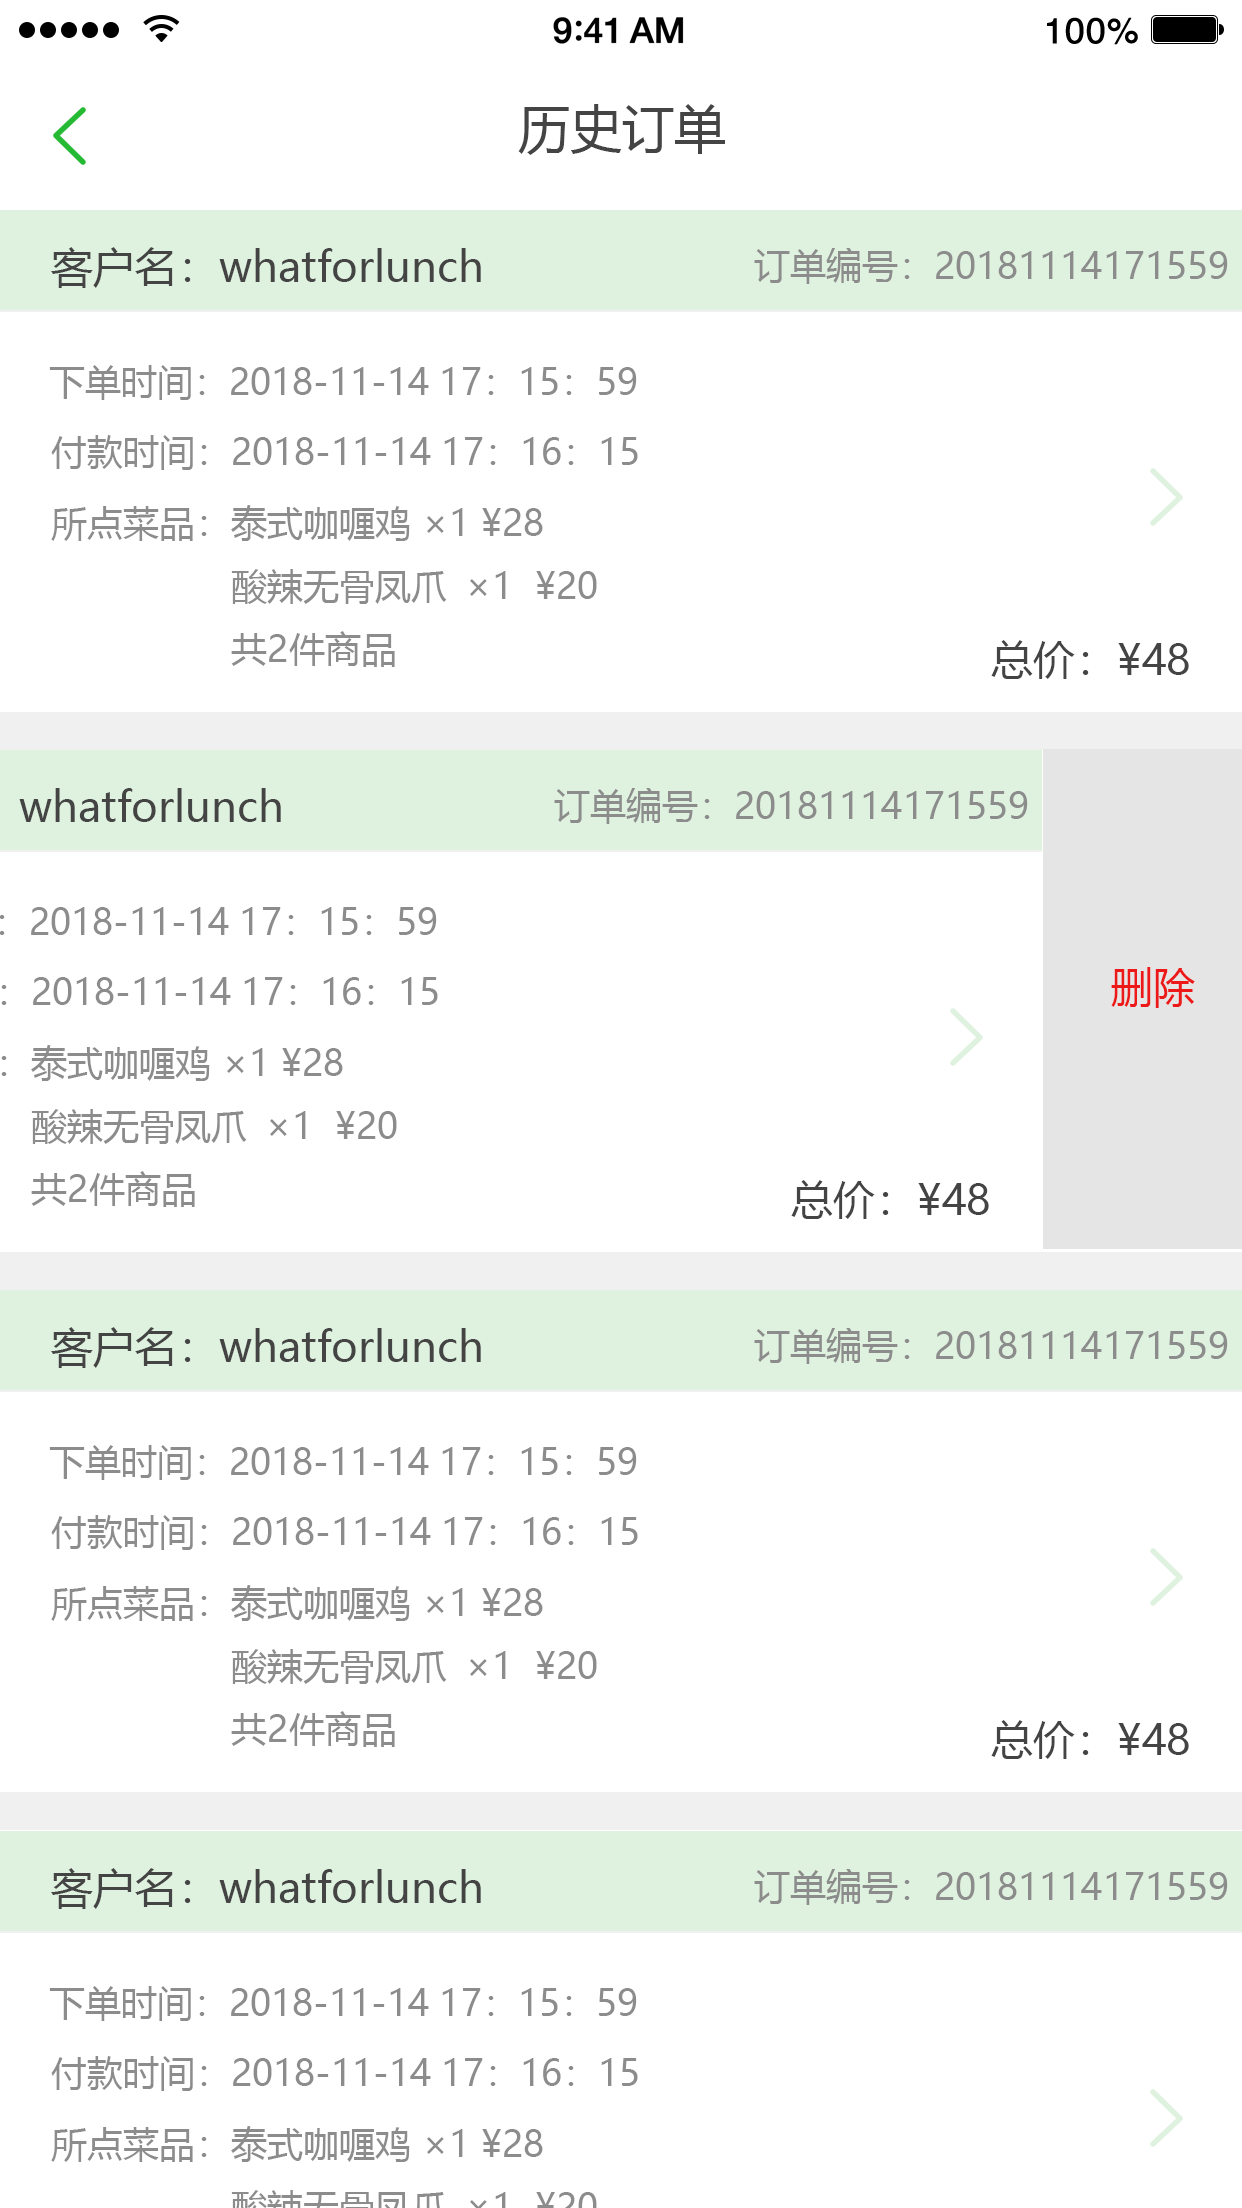 9:41 AM 100%
历史订单
客户名：whatforlunch 订单编号：20181114171559
下单时间：2018-11-14 17：15：59
付款时间：2018-11-14 17：16：15
所点菜品：泰式咖喱鸡 ×1 ¥28
酸辣无骨凤爪 ×1 ¥20
共2件商品
总价：¥48
whatforlunch 订单编号：20181114171559
：2018-11-14 17：15：59
：2018-11-14 17：16：15
删除
：泰式咖喱鸡 ×1 ¥28
酸辣无骨凤爪 ×1 ¥20
共2件商品
总价：¥48
客户名：whatforlunch 订单编号：20181114171559
下单时间：2018-11-14 17：15：59
付款时间：2018-11-14 17：16：15
所点菜品：泰式咖喱鸡 ×1 ¥28
酸辣无骨凤爪 ×1 ¥20
共2件商品
总价：¥48
客户名：whatforlunch 订单编号：20181114171559
下单时间：2018-11-14 17：15：59
付款时间：2018-11-14 17：16：15
所点菜品：泰式咖喱鸡 ×1 ¥28
酸辣无骨凤爪 ×1 ¥20